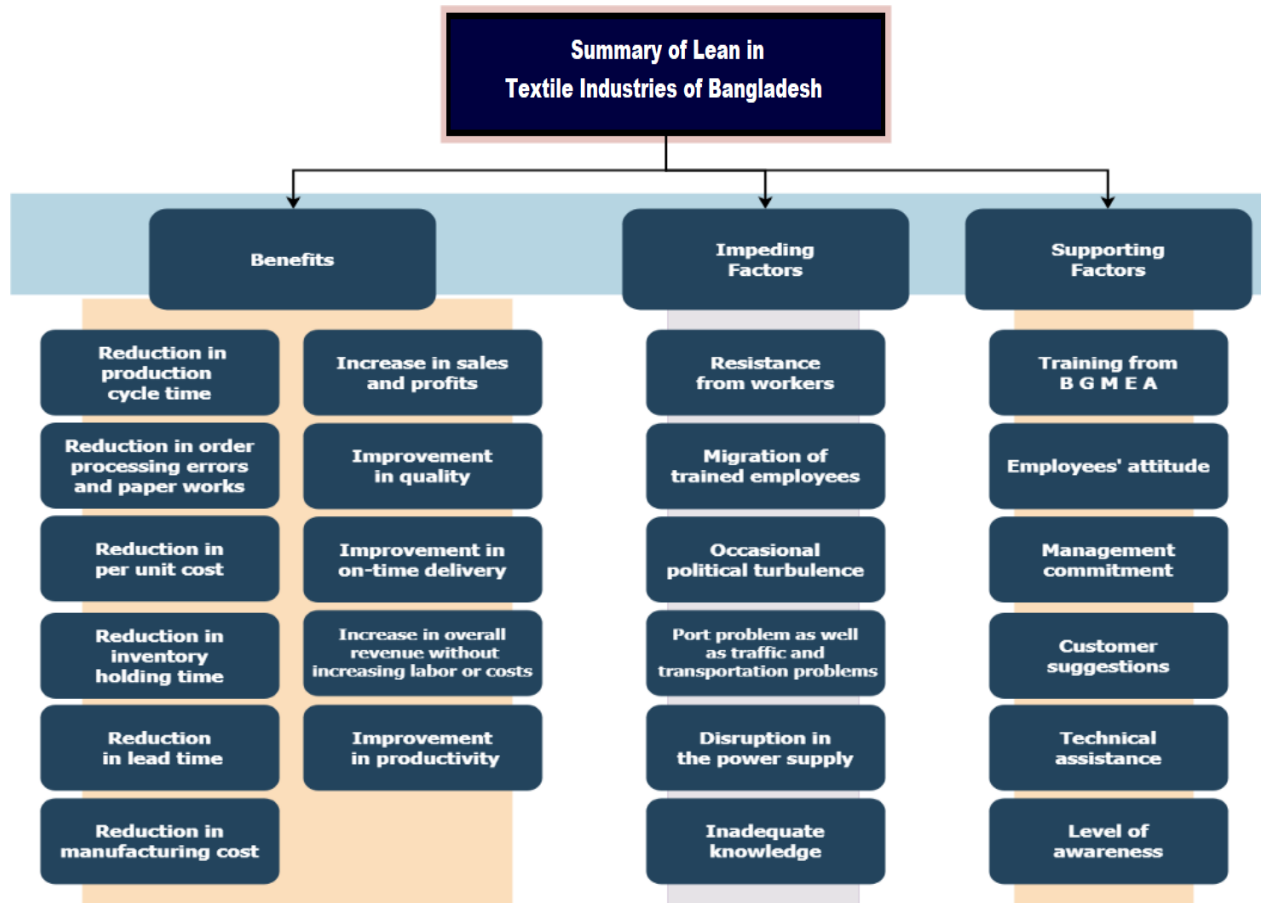 Summary of Lean in
Textile Industries of Bangladesh
Benefits
Impeding
Factors
Supporting
Factors
Reduction in
production
cycle time
Increase in sales
and profits
Resistance
from workers
Training from
B G M E A
Reduction in order
processing errors
and paper works
Improvement
in quality
Migration of
trained employees
Employees' attitude
Reduction in
per unit cost
Improvement in
on-time delivery
Occasional
political turbulence
Management
commitment
Reduction in
inventory
holding time
Increase in overall
revenue without
increasing labor or costs
Port problem as well
as traffic and
transportation problems
Customer
suggestions
Reduction
in lead time
Improvement
in productivity
Disruption in
the power supply
Technical
assistance
Reduction in
manufacturing cost
Inadequate
knowledge
Level of
awareness